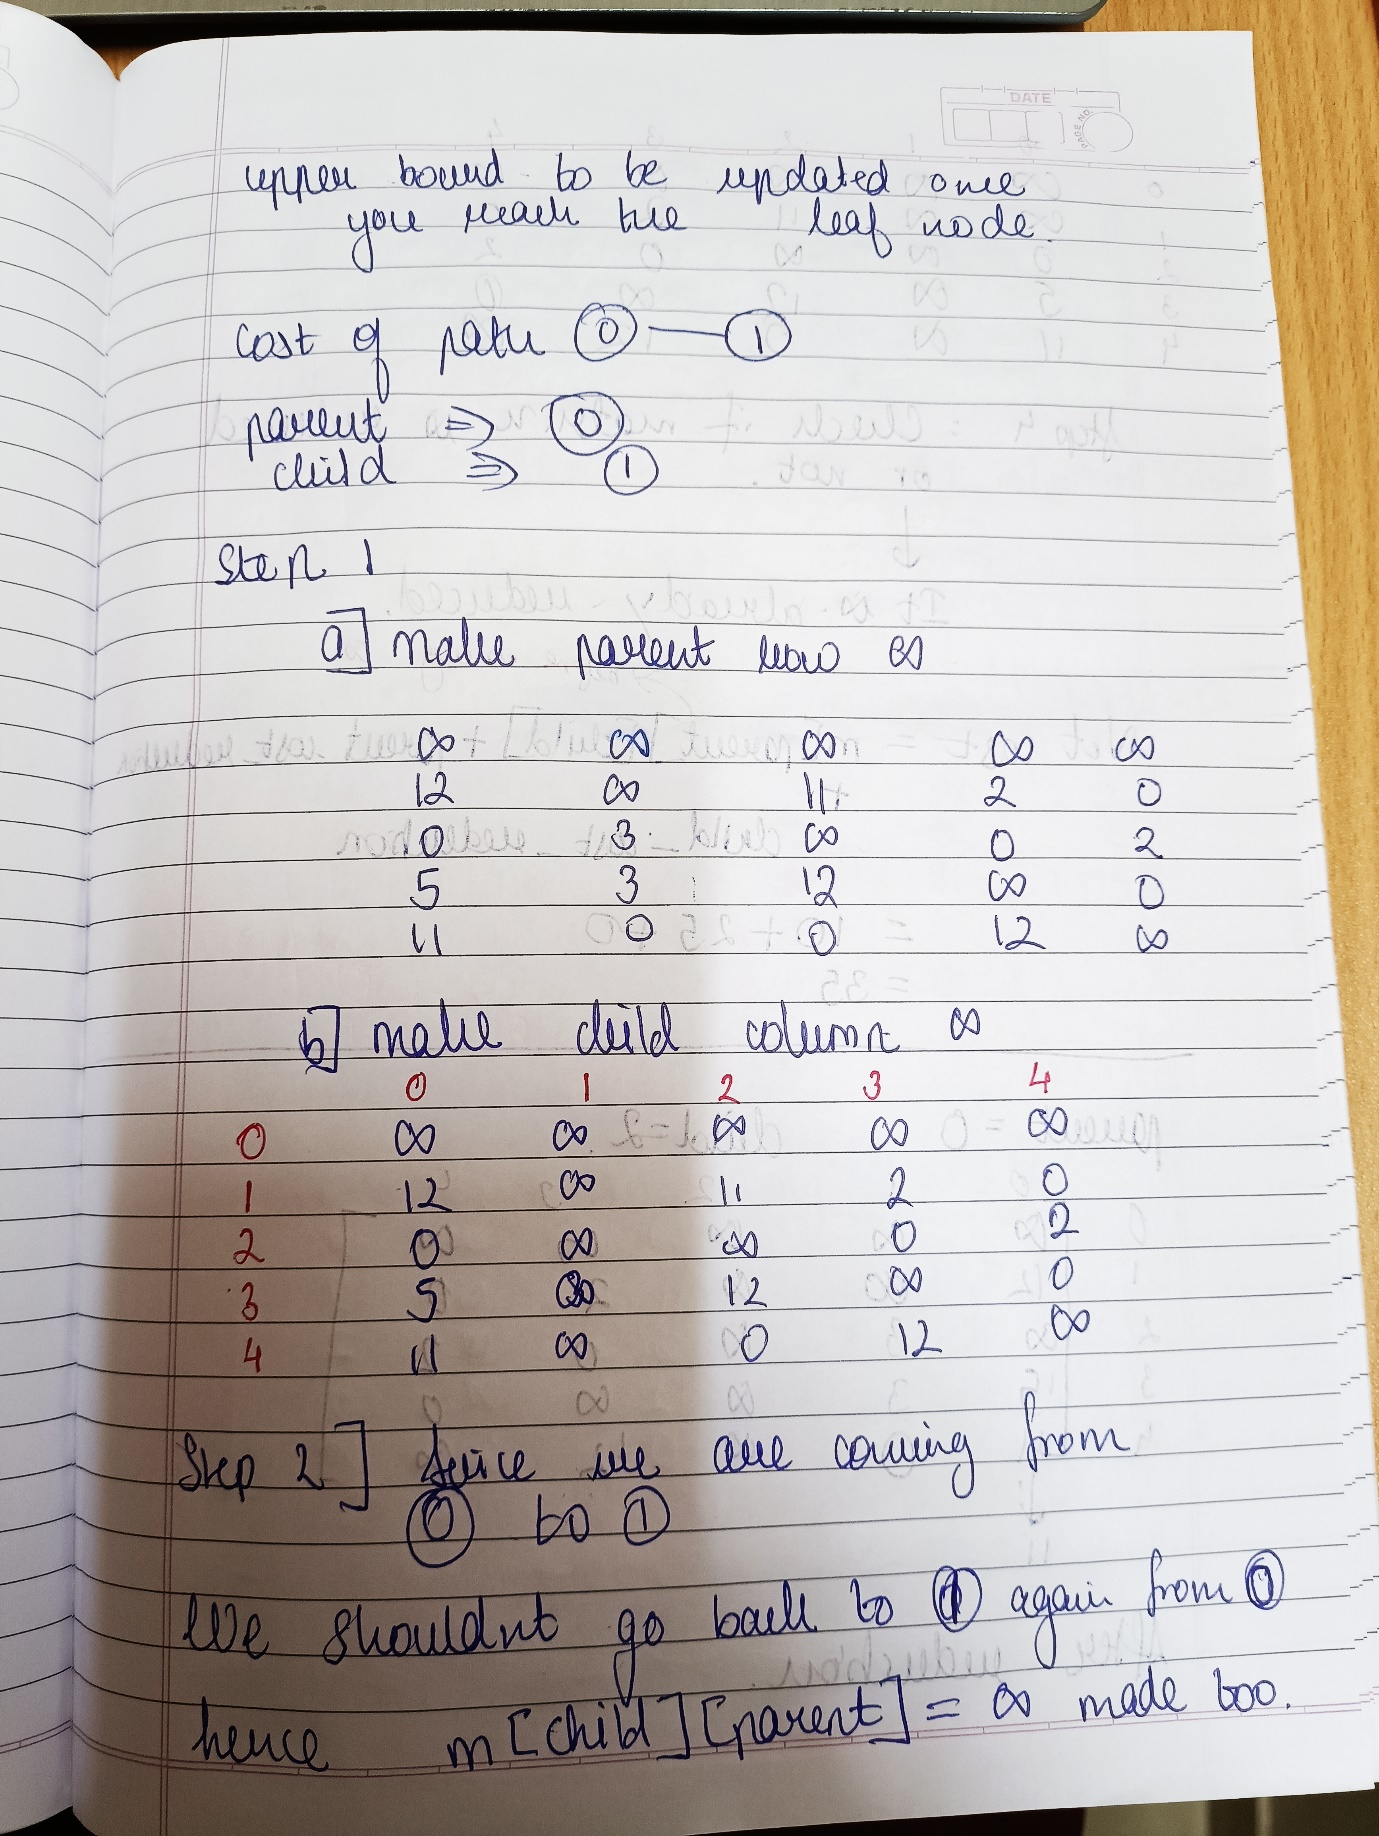 DATE
PAGE NO.
upper bound to be updated once
you reach the leaf node.
cost of path 0 — 1
parent ⇒ 0
child ⇒ 1
Step 1
a] Make parent row ∞
∞ ∞ ∞ ∞ ∞
12 ∞ 11 2 0
0 3 ∞ 0 2
5 3 12 ∞ 0
11 0 0 12 ∞
b] make child column ∞
0 1 2 3 4
0 ∞ ∞ ∞ ∞ ∞
1 12 ∞ 11 2 0
2 0 ∞ ∞ 0 2
3 5 ∞ 12 ∞ 0
4 11 ∞ 0 12 ∞
Step 2] Since we are coming from
0 to 1
We shouldnt go back to 1 again from 0
hence m[child][parent] = ∞ made too.